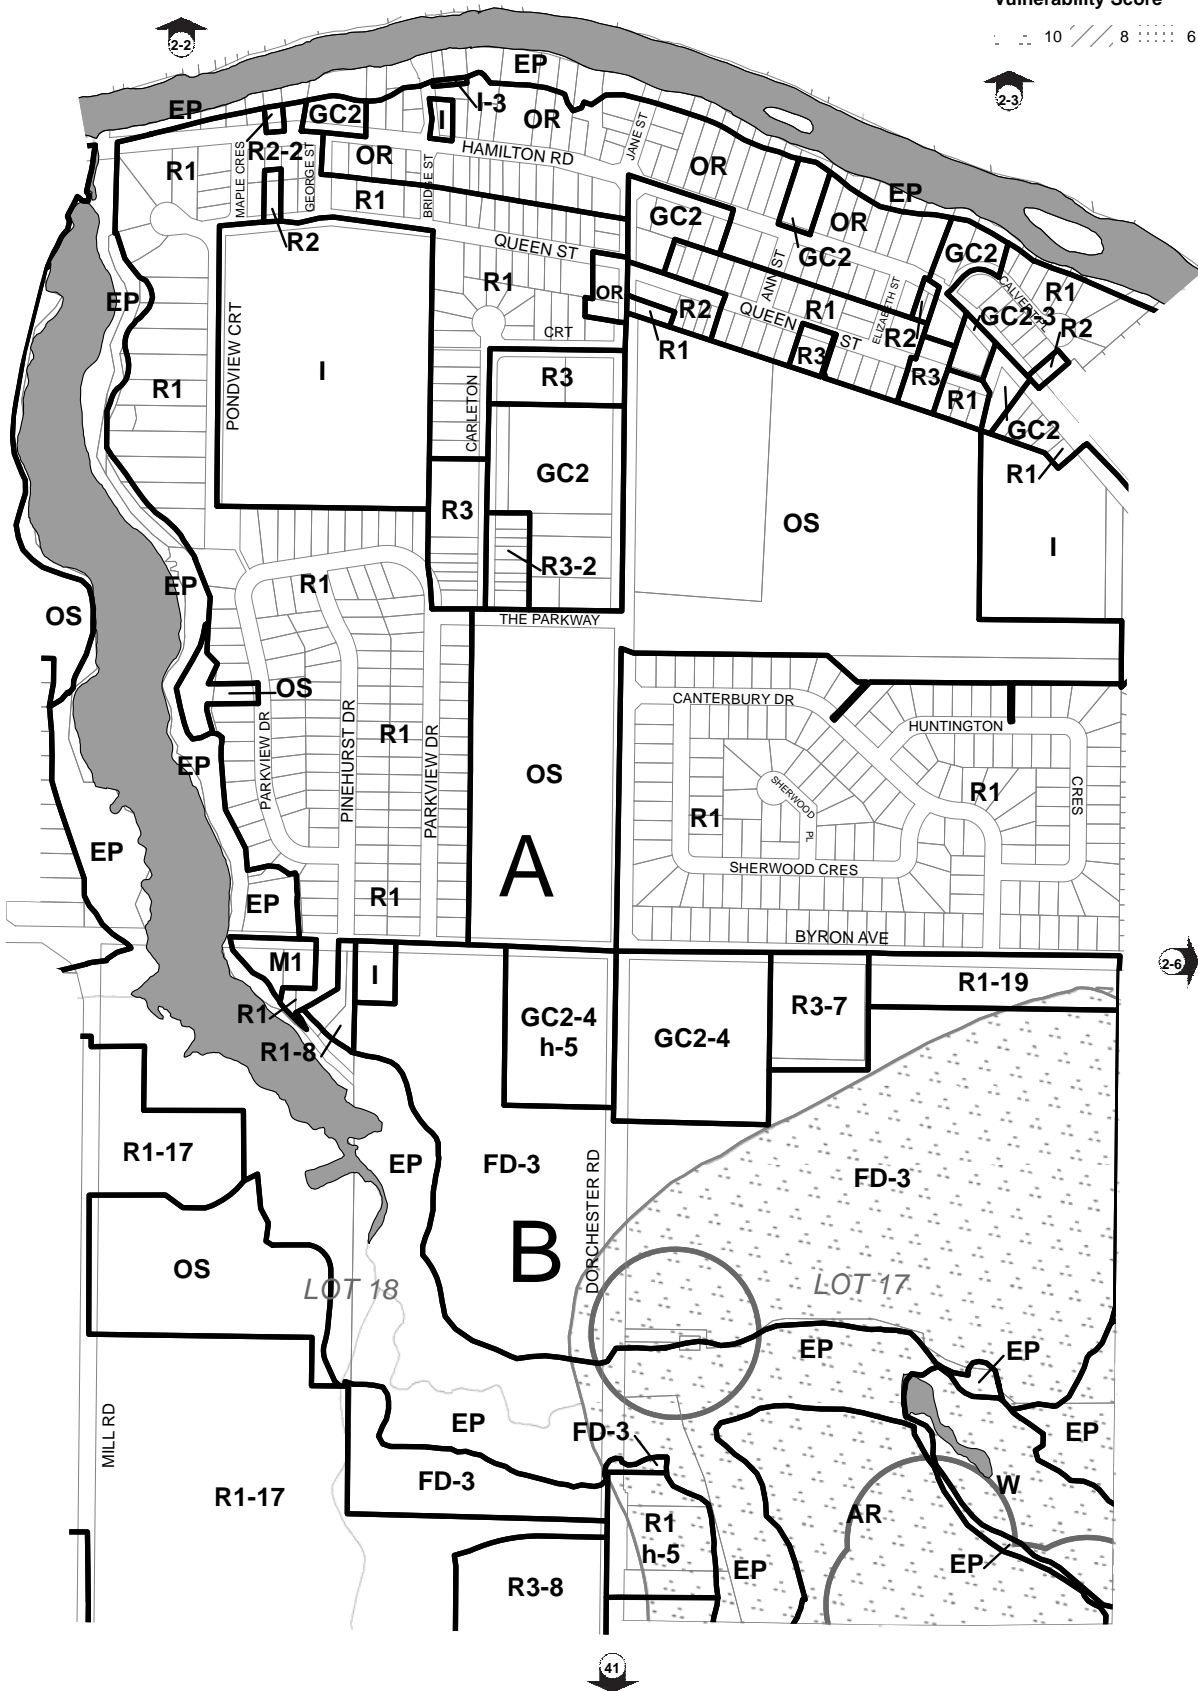 Vulnerability Score
10 8 6
2-2
2-3
EP
EP
I-3
GC2
I
OR
R2-2
JANE ST
HAMILTON RD
OR
OR
R1
MAPLE CRES
GEORGE ST
BRIDGE ST
R1
EP
R2
GC2
OR
QUEEN ST
GC2
GC2
ANN ST
R1
OR
CALVERT
R1
EP
R2
R1
QUEEN ST
ELIZABETH ST
GC2-3
R2
R2
CRT
R1
R3
PONDVIEW CRT
I
R3
R3
R1
R1
CARLETON
GC2
R1
GC2
R3
OS
I
R3-2
EP
R1
OS
THE PARKWAY
OS
CANTERBURY DR
PARKVIEW DR
PINEHURST DR
R1
PARKVIEW DR
HUNTINGTON
EP
OS
SHERWOOD PL
R1
CRES
R1
EP
A
SHERWOOD CRES
EP
R1
BYRON AVE
M1
I
2-6
R1-19
R1
GC2-4
h-5
R3-7
GC2-4
R1-8
R1-17
EP
FD-3
DORCHESTER RD
FD-3
B
OS
LOT 18
LOT 17
EP
EP
MILL RD
EP
FD-3
EP
FD-3
W
R1-17
AR
R1
h-5
EP
EP
R3-8
41